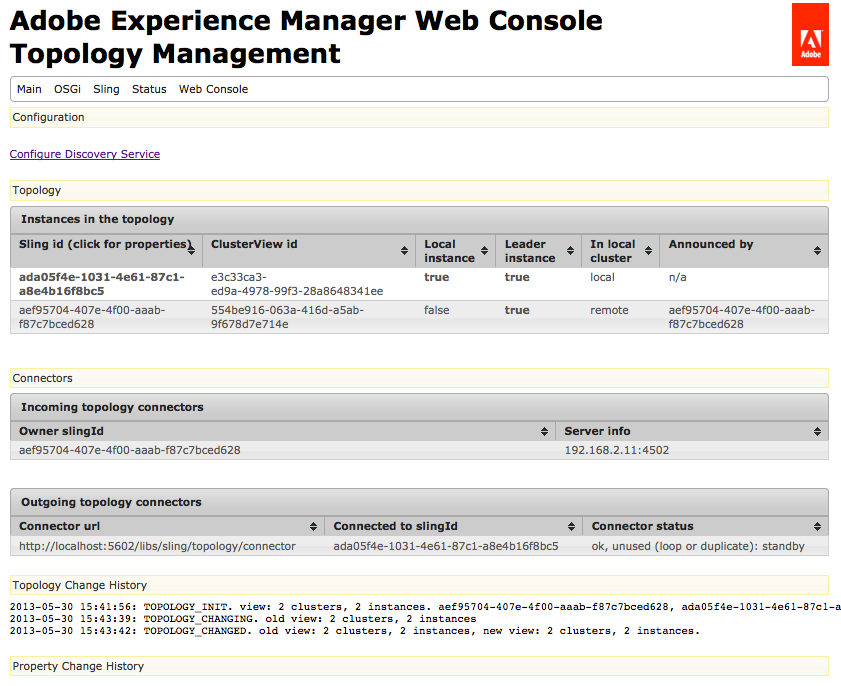 Adobe Experience Manager Web Console
Topology Management
Adobe
Main OSGi Sling Status Web Console
Configuration
Configure Discovery Service
Topology
Instances in the topology
Sling id (click for properties) ClusterView id Local instance Leader instance In local cluster Announced by
ada05f4e-1031-4e61-87c1-a8e4b16f8bc5 e3c33ca3-ed9a-4978-99f3-28a8648341ee true true local n/a
aef95704-407e-4f00-aaab-f87c7bced628 554be916-063a-416d-a5ab-9f678d7e714e false true remote aef95704-407e-4f00-aaab-f87c7bced628
Connectors
Incoming topology connectors
Owner slingId Server info
aef95704-407e-4f00-aaab-f87c7bced628 192.168.2.11:4502
Outgoing topology connectors
Connector url Connected to slingId Connector status
http://localhost:5602/libs/sling/topology/connector ada05f4e-1031-4e61-87c1-a8e4b16f8bc5 ok, unused (loop or duplicate): standby
Topology Change History
2013-05-30 15:41:56: TOPOLOGY_INIT. view: 2 clusters, 2 instances. aef95704-407e-4f00-aaab-f87c7bced628, ada05f4e-1031-4e61-87c1-a
2013-05-30 15:43:39: TOPOLOGY_CHANGING. old view: 2 clusters, 2 instances
2013-05-30 15:43:42: TOPOLOGY_CHANGED. old view: 2 clusters, 2 instances, new view: 2 clusters, 2 instances.
Property Change History